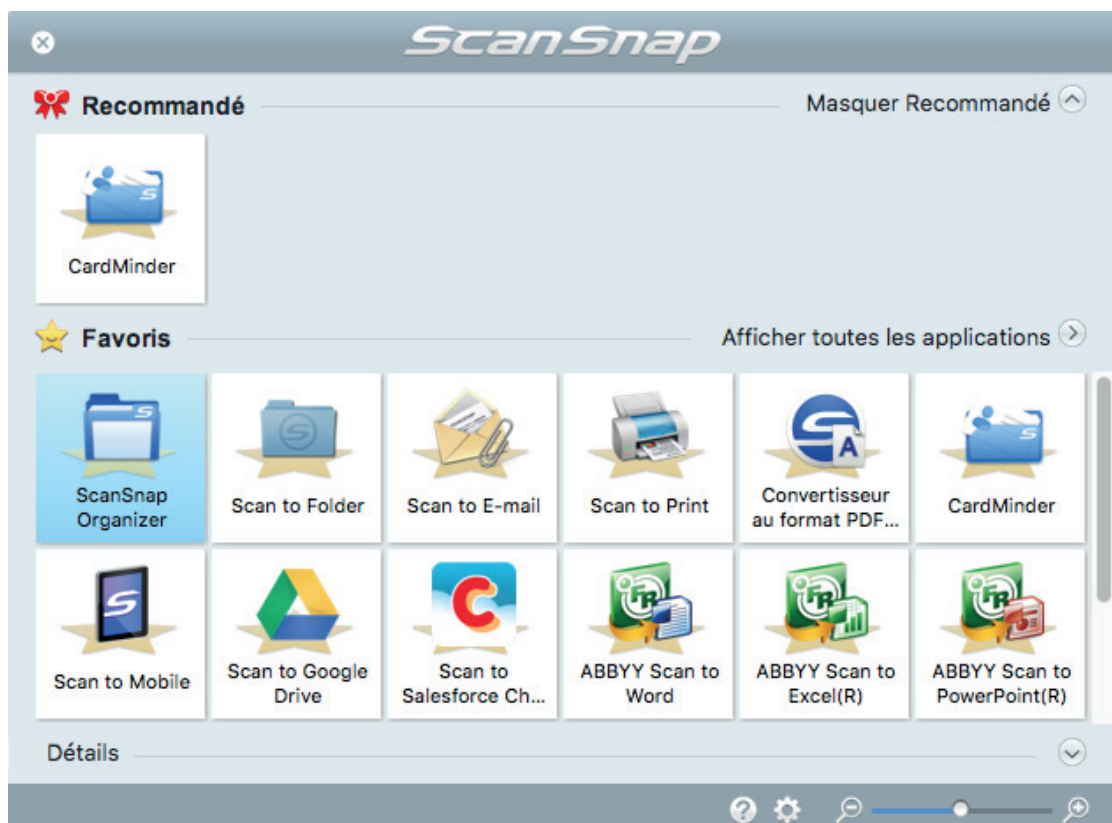 ScanSnap
Recommandé
Masquer Recommandé
CardMinder
Favoris
Afficher toutes les applications
ScanSnap
Organizer
Scan to Folder
Scan to E-mail
Scan to Print
Convertisseur
au format PDF...
CardMinder
Scan to Mobile
Scan to Google
Drive
Scan to
Salesforce Ch...
ABBYY Scan to
Word
ABBYY Scan to
Excel(R)
ABBYY Scan to
PowerPoint(R)
Détails